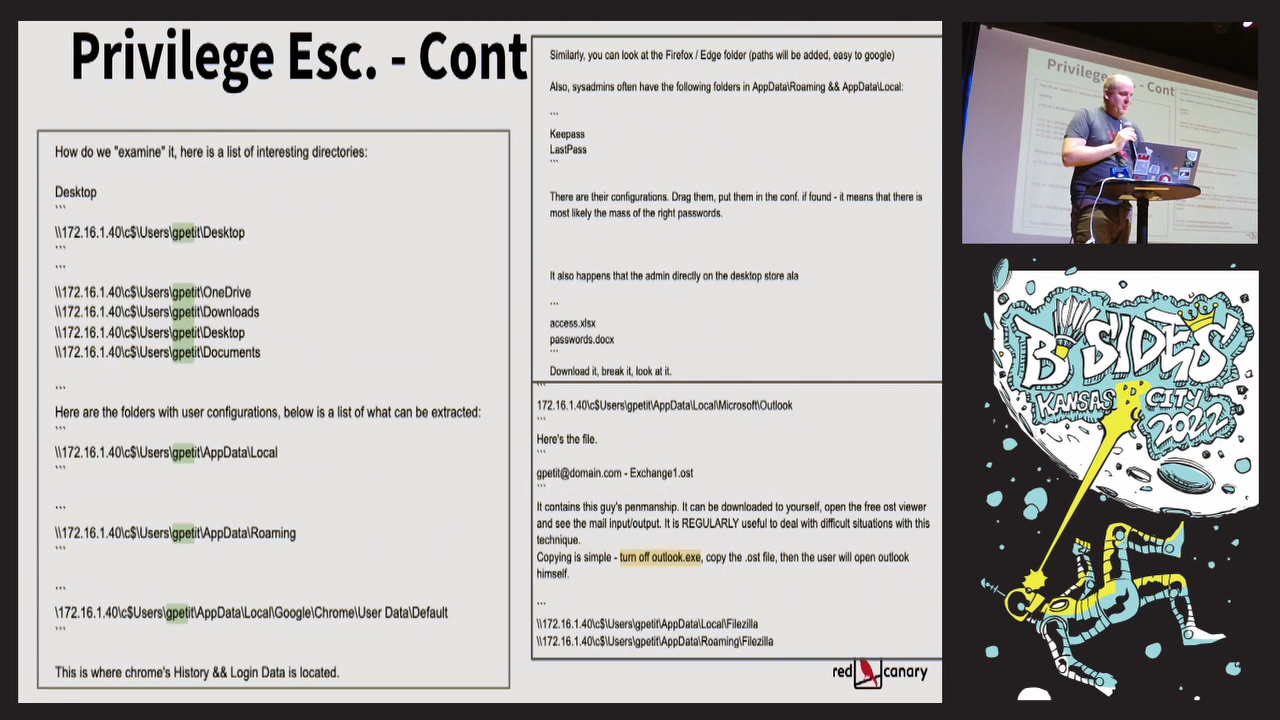 Privilege Esc. - Cont
How do we "examine" it, here is a list of interesting directories:
Desktop
```
\\172.16.1.40\c$\Users\gpetit\Desktop
```
```
\\172.16.1.40\c$\Users\gpetit\OneDrive
\\172.16.1.40\c$\Users\gpetit\Downloads
\\172.16.1.40\c$\Users\gpetit\Desktop
\\172.16.1.40\c$\Users\gpetit\Documents
```
Here are the folders with user configurations, below is a list of what can be extracted:
```
\\172.16.1.40\c$\Users\gpetit\AppData\Local
```
```
\\172.16.1.40\c$\Users\gpetit\AppData\Roaming
```
```
\172.16.1.40\c$Users\gpetit\AppData\Local\Google\Chrome\User Data\Default
```
This is where chrome's History && Login Data is located.
Similarly, you can look at the Firefox / Edge folder (paths will be added, easy to google)
Also, sysadmins often have the following folders in AppData\Roaming && AppData\Local:
```
Keepass
LastPass
```
There are their configurations. Drag them, put them in the conf. if found - it means that there is
most likely the mass of the right passwords.
It also happens that the admin directly on the desktop store ala
```
access.xlsx
passwords.docx
```
Download it, break it, look at it.
```
172.16.1.40\c$Users\gpetit\AppData\Local\Microsoft\Outlook
```
Here's the file.
```
gpetit@domain.com - Exchange1.ost
```
It contains this guy's penmanship. It can be downloaded to yourself, open the free ost viewer
and see the mail input/output. It is REGULARLY useful to deal with difficult situations with this
technique.
Copying is simple - turn off outlook.exe, copy the .ost file, then the user will open outlook
himself.
```
\\172.16.1.40\c$\Users\gpetit\AppData\Local\Filezilla
\\172.16.1.40\c$\Users\gpetit\AppData\Roaming\Filezilla
red canary
Privilege Esc. - Cont
BSIDES
KANSAS CITY
2022